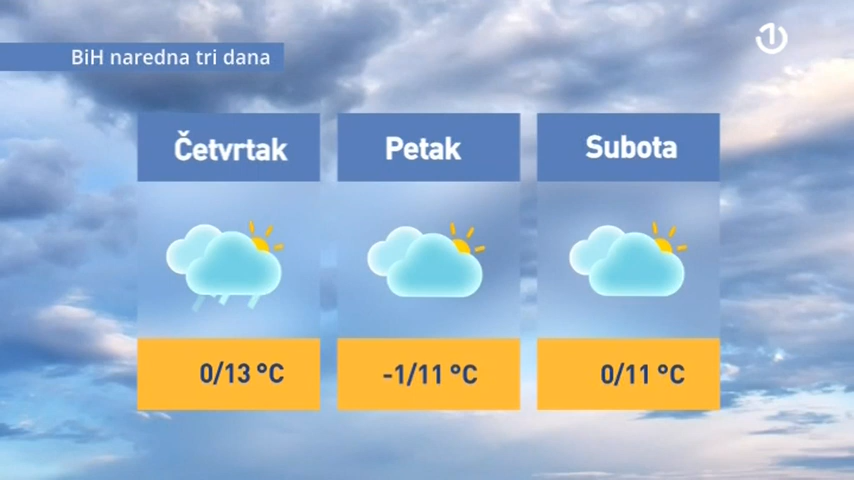 BiH naredna tri dana
Četvrtak
Petak
Subota
0/13 °C
-1/11 °C
0/11 °C